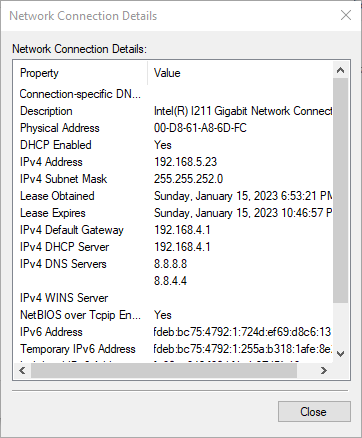 Network Connection Details
Network Connection Details:
Property Value
Connection-specific DN...
Description Intel(R) I211 Gigabit Network Connect
Physical Address 00-D8-61-A8-6D-FC
DHCP Enabled Yes
IPv4 Address 192.168.5.23
IPv4 Subnet Mask 255.255.252.0
Lease Obtained Sunday, January 15, 2023 6:53:21 PM
Lease Expires Sunday, January 15, 2023 10:46:57 P
IPv4 Default Gateway 192.168.4.1
IPv4 DHCP Server 192.168.4.1
IPv4 DNS Servers 8.8.8.8
8.8.4.4
IPv4 WINS Server
NetBIOS over Tcpip En... Yes
IPv6 Address fdeb:bc75:4792:1:724d:ef69:d8c6:13
Temporary IPv6 Address fdeb:bc75:4792:1:255a:b318:1afe:8
Close